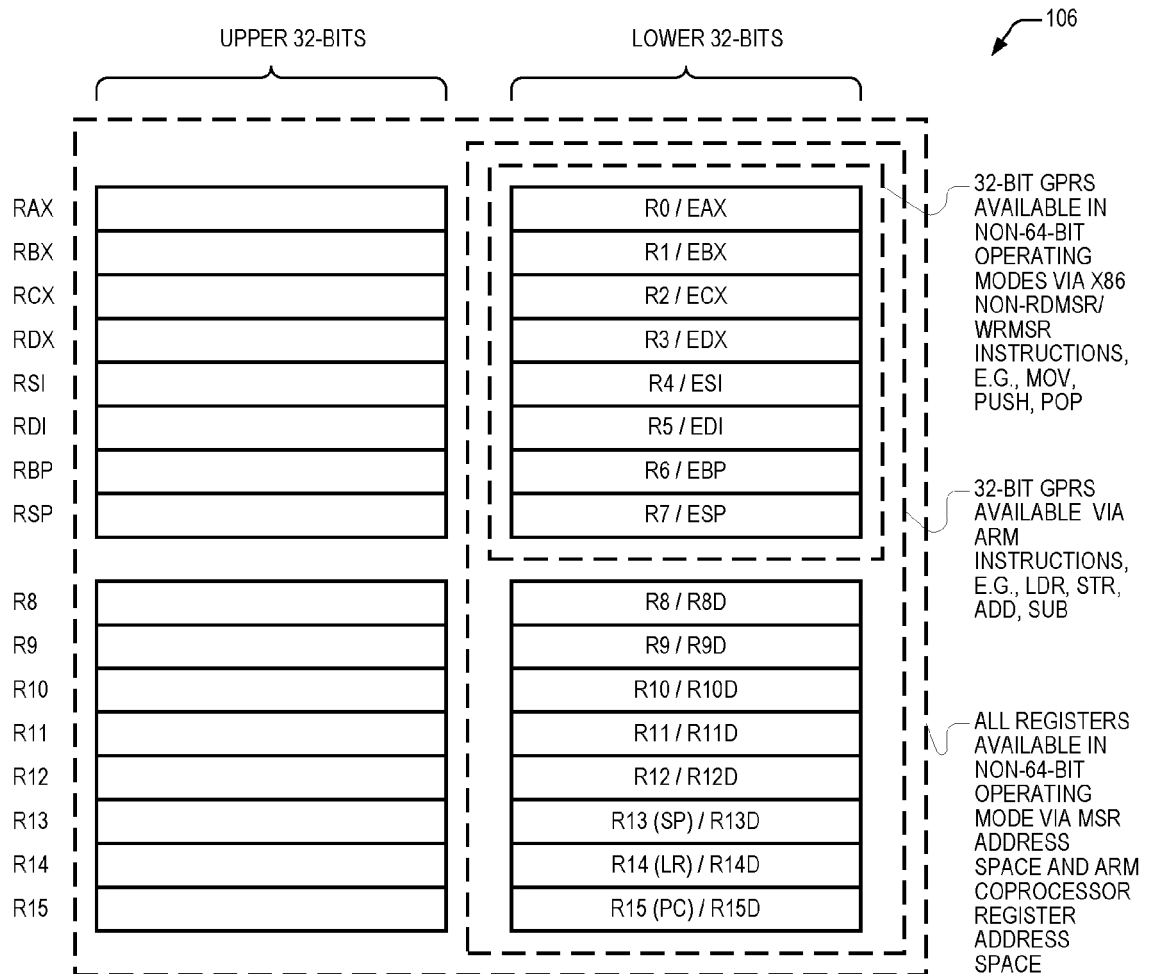 106
UPPER 32-BITS
LOWER 32-BITS
RAX
R0 / EAX
RBX
R1 / EBX
RCX
R2 / ECX
RDX
R3 / EDX
RSI
R4 / ESI
RDI
R5 / EDI
RBP
R6 / EBP
RSP
R7 / ESP
R8
R8 / R8D
R9
R9 / R9D
R10
R10 / R10D
R11
R11 / R11D
R12
R12 / R12D
R13
R13 (SP) / R13D
R14
R14 (LR) / R14D
R15
R15 (PC) / R15D
32-BIT GPRS
AVAILABLE IN
NON-64-BIT
OPERATING
MODES VIA X86
NON-RDMSR/
WRMSR
INSTRUCTIONS,
E.G., MOV,
PUSH, POP
32-BIT GPRS
AVAILABLE VIA
ARM
INSTRUCTIONS,
E.G., LDR, STR,
ADD, SUB
ALL REGISTERS
AVAILABLE IN
NON-64-BIT
OPERATING
MODE VIA MSR
ADDRESS
SPACE AND ARM
COPROCESSOR
REGISTER
ADDRESS
SPACE